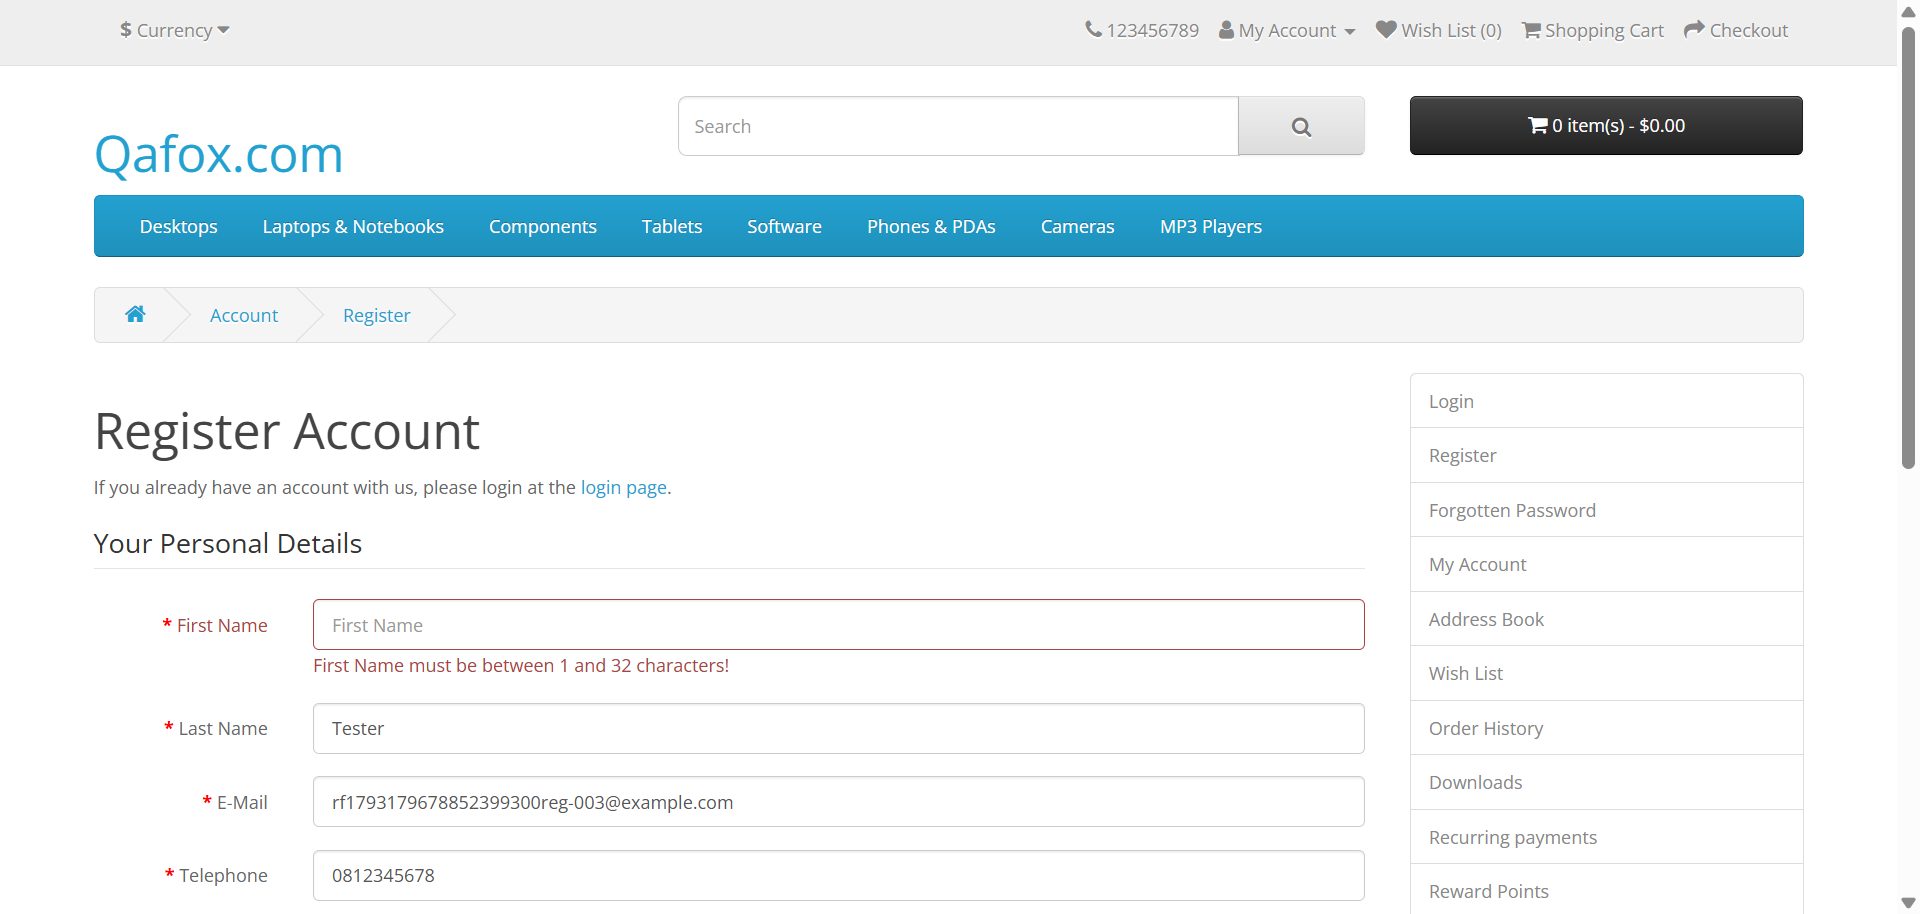 $ Currency
123456789 My Account Wish List (0) Shopping Cart Checkout
Qafox.com
Search
0 item(s) - $0.00
Desktops Laptops & Notebooks Components Tablets Software Phones & PDAs Cameras MP3 Players
Account Register
Register Account
If you already have an account with us, please login at the login page.
Your Personal Details
* First Name
First Name
First Name must be between 1 and 32 characters!
* Last Name
Tester
* E-Mail
rf1793179678852399300reg-003@example.com
* Telephone
0812345678
Login
Register
Forgotten Password
My Account
Address Book
Wish List
Order History
Downloads
Recurring payments
Reward Points